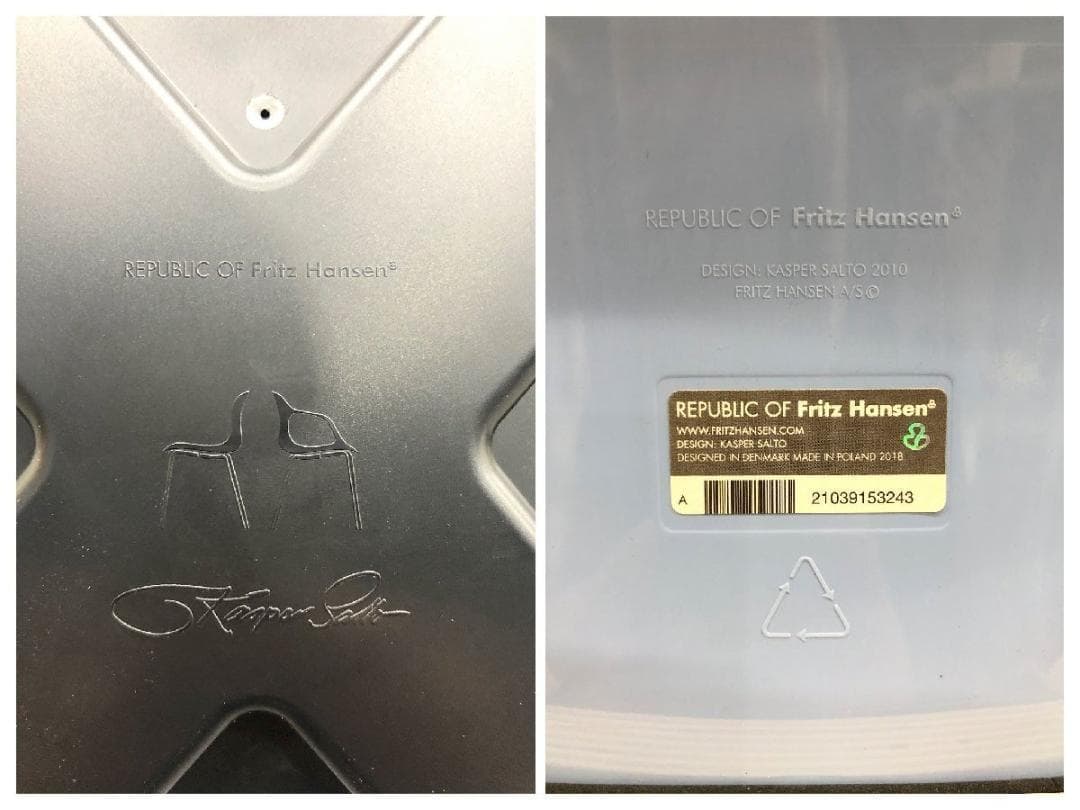 REPUBLIC OF Fritz Hansen®
Kasper Salto
REPUBLIC OF Fritz Hansen
DESIGN: KASPER SALTO 2010
FRITZ HANSEN A/S ©
REPUBLIC OF Fritz Hansen
WWW.FRITZHANSEN.COM
DESIGN: KASPER SALTO
DESIGNED IN DENMARK MADE IN POLAND 2018
A 21039153243